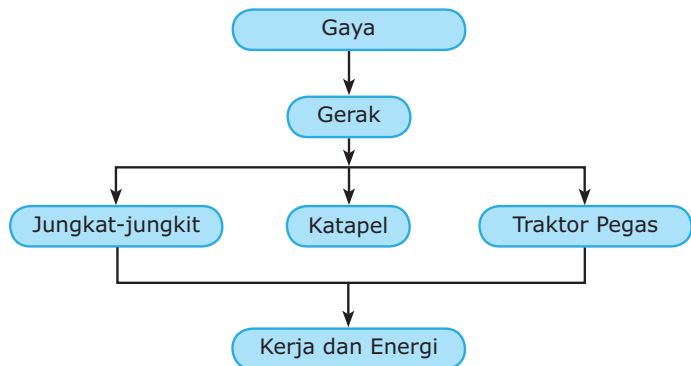 Gaya
Gerak
Jungkat-jungkit
Katapel
Traktor Pegas
Kerja dan Energi